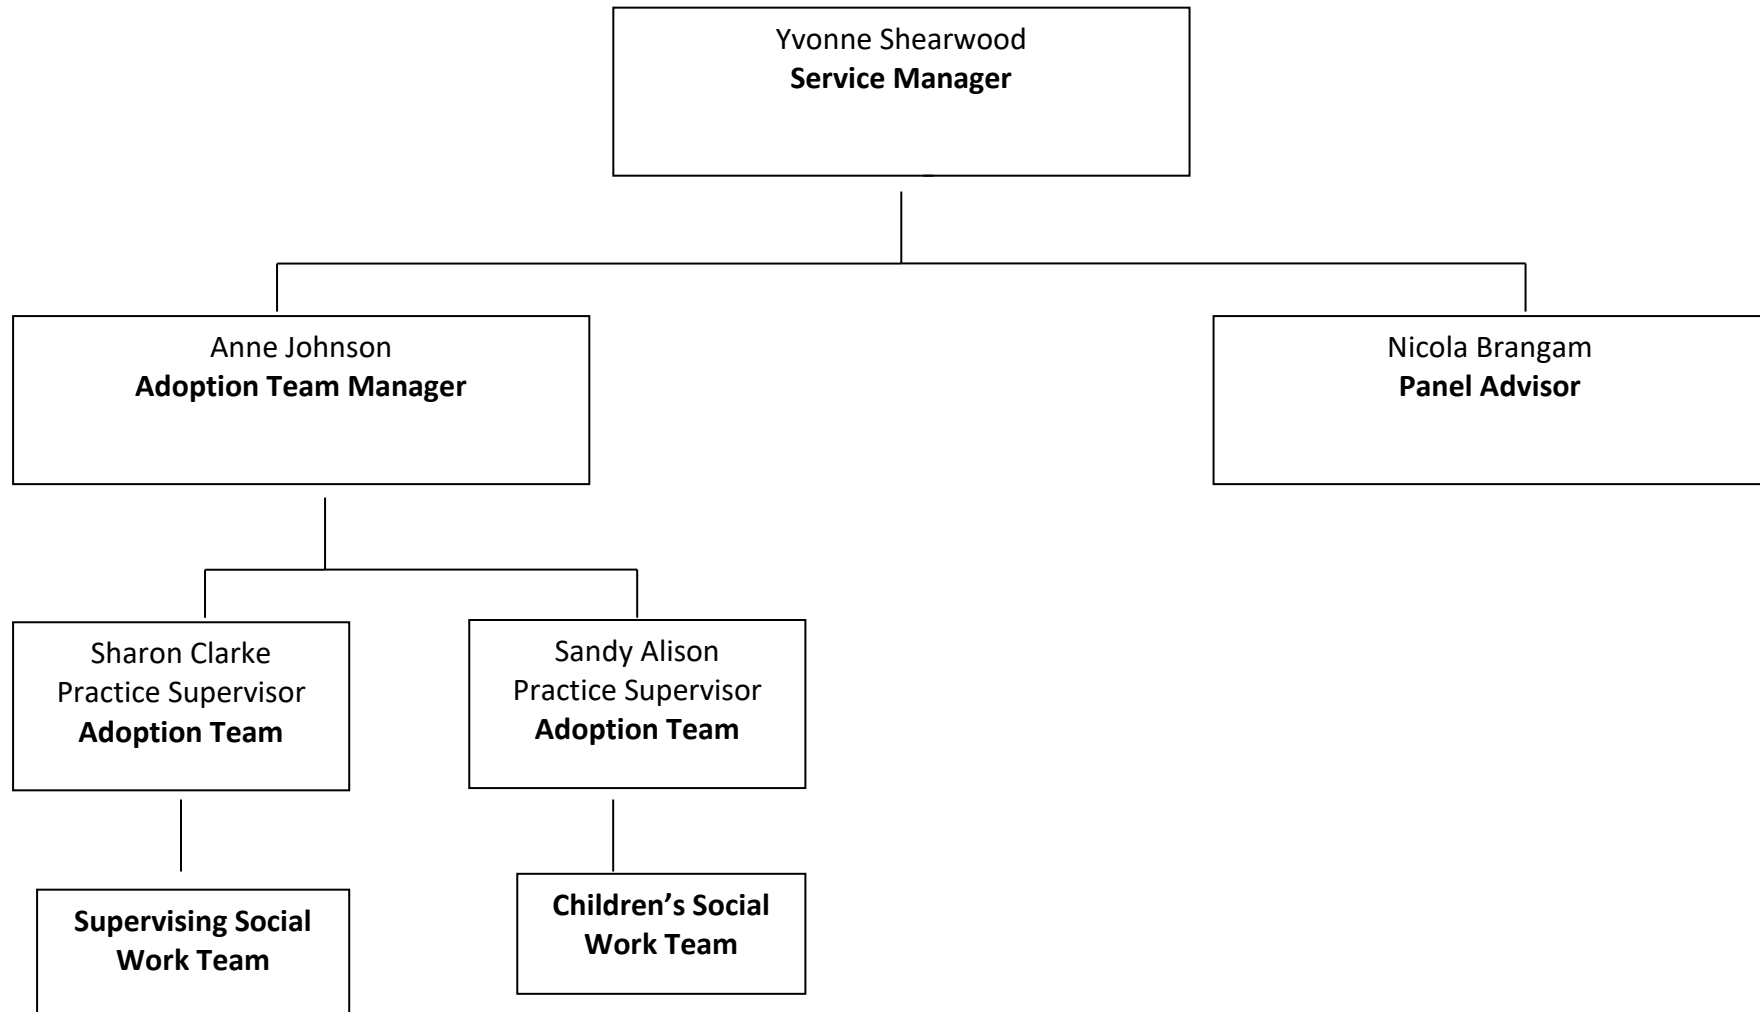 Yvonne Shearwood
Service Manager
Anne Johnson
Adoption Team Manager
Nicola Brangam
Panel Advisor
Sharon Clarke
Practice Supervisor
Adoption Team
Sandy Alison
Practice Supervisor
Adoption Team
Supervising Social
Work Team
Children’s Social
Work Team